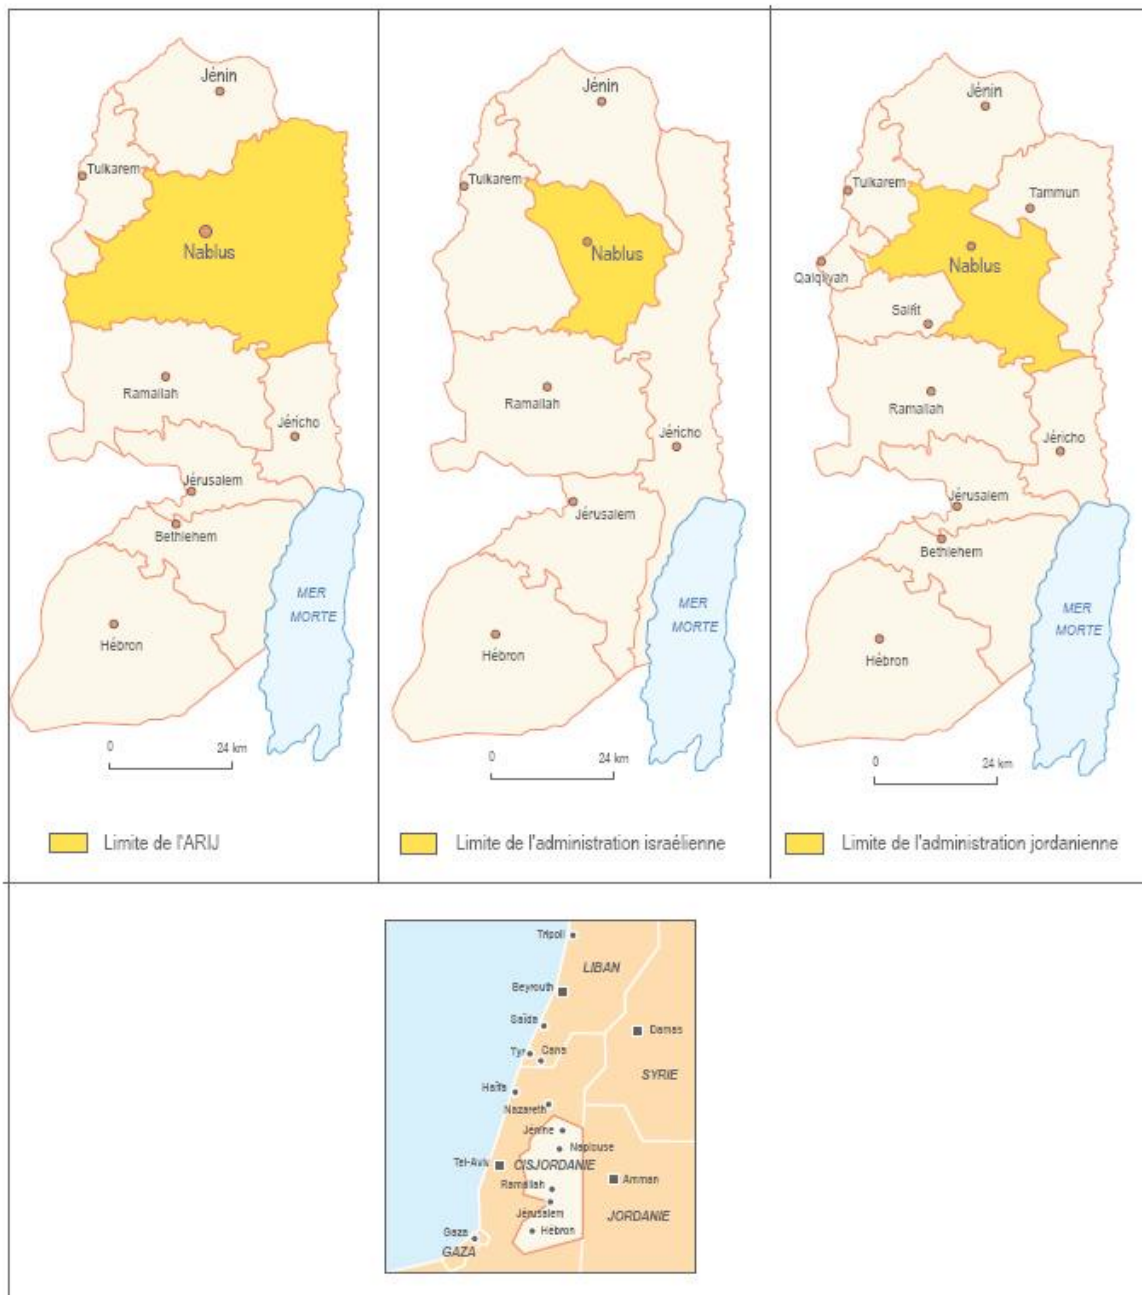 Jénin
Tulkarem
Nablus
Ramallah
Jéricho
Jérusalem
Bethlehem
MER
MORTE
Hébron
0 24 km
Limite de l'ARIJ
Jénin
Tulkarem
Nablus
Ramallah
Jéricho
Jérusalem
MER
MORTE
Hébron
0 24 km
Limite de l'administration israélienne
Jénin
Tulkarem
Tammun
Qalqliyah
Nablus
Salfit
Ramallah
Jéricho
Jérusalem
Bethlehem
MER
MORTE
Hébron
0 24 km
Limite de l'administration jordanienne
Tripoli
LIBAN
Beyrouth
Saïda
Damas
Tyr
Cana
SYRIE
Haïfa
Nazareth
Jénine
Naplouse
Tel-Aviv
CISJORDANIE
Ramallah
Amman
Jérusalem
JORDANIE
Gaza
Hébron
GAZA